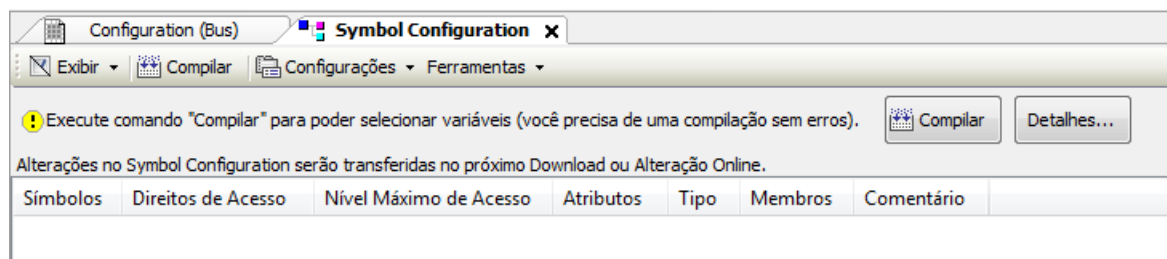 Configuration (Bus) Symbol Configuration x
Exibir Compilar Configurações Ferramentas
Execute comando "Compilar" para poder selecionar variáveis (você precisa de uma compilação sem erros). Compilar Detalhes...
Alterações no Symbol Configuration serão transferidas no próximo Download ou Alteração Online.
Símbolos Direitos de Acesso Nível Máximo de Acesso Atributos Tipo Membros Comentário